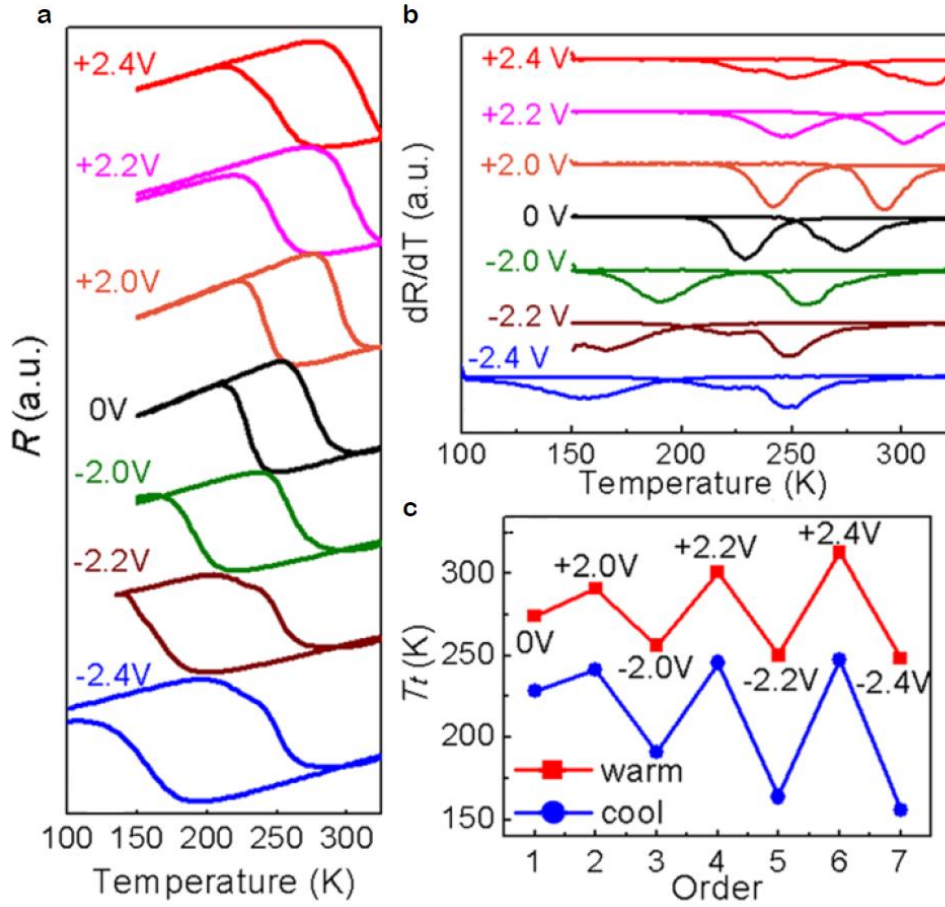 a
+2.4V
+2.2V
+2.0V
0V
-2.0V
-2.2V
-2.4V
R (a.u.)
100 150 200 250 300
Temperature (K)
b
+2.4 V
+2.2 V
+2.0 V
0 V
-2.0 V
-2.2 V
-2.4 V
dR/dT (a.u.)
100 150 200 250 300
Temperature (K)
c
+2.4V
+2.2V
+2.0V
0V
-2.0V
-2.2V
-2.4V
300
250
200
150
Tt (K)
warm
cool
1 2 3 4 5 6 7
Order